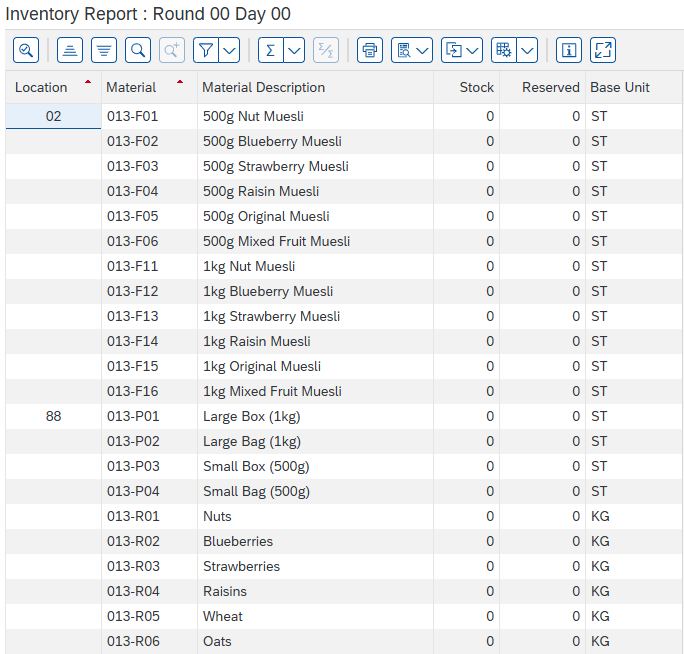 Inventory Report : Round 00 Day 00
Location Material Material Description Stock Reserved Base Unit
02 013-F01 500g Nut Muesli 0 0 ST
013-F02 500g Blueberry Muesli 0 0 ST
013-F03 500g Strawberry Muesli 0 0 ST
013-F04 500g Raisin Muesli 0 0 ST
013-F05 500g Original Muesli 0 0 ST
013-F06 500g Mixed Fruit Muesli 0 0 ST
013-F11 1kg Nut Muesli 0 0 ST
013-F12 1kg Blueberry Muesli 0 0 ST
013-F13 1kg Strawberry Muesli 0 0 ST
013-F14 1kg Raisin Muesli 0 0 ST
013-F15 1kg Original Muesli 0 0 ST
013-F16 1kg Mixed Fruit Muesli 0 0 ST
88 013-P01 Large Box (1kg) 0 0 ST
013-P02 Large Bag (1kg) 0 0 ST
013-P03 Small Box (500g) 0 0 ST
013-P04 Small Bag (500g) 0 0 ST
013-R01 Nuts 0 0 KG
013-R02 Blueberries 0 0 KG
013-R03 Strawberries 0 0 KG
013-R04 Raisins 0 0 KG
013-R05 Wheat 0 0 KG
013-R06 Oats 0 0 KG